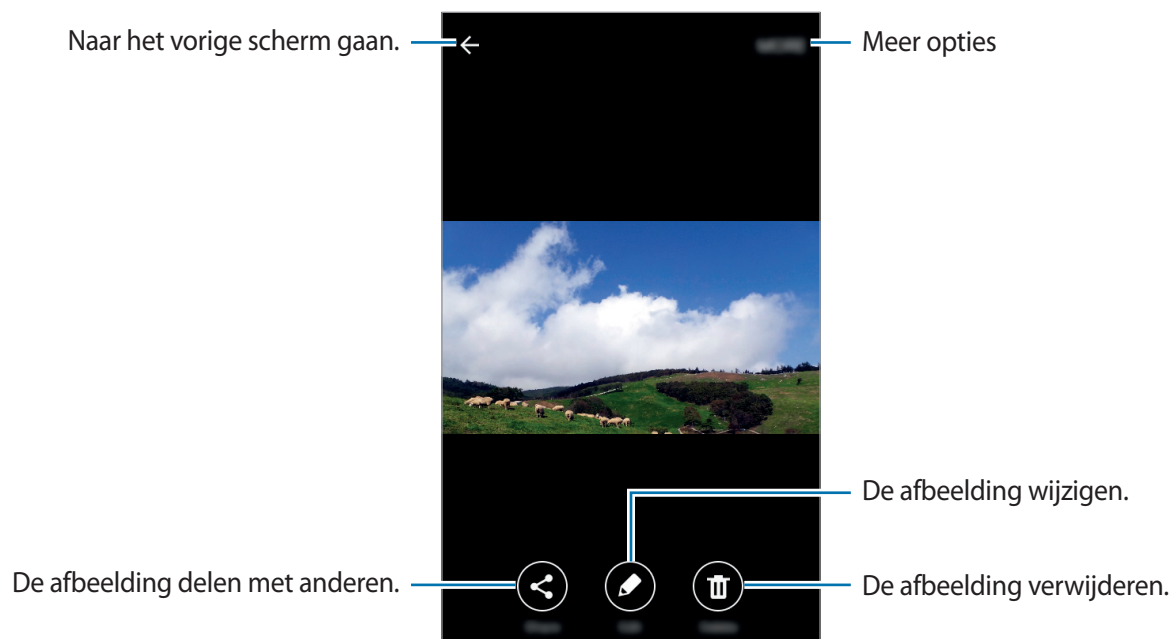 Naar het vorige scherm gaan.
Meer opties
De afbeelding wijzigen.
De afbeelding delen met anderen.
De afbeelding verwijderen.